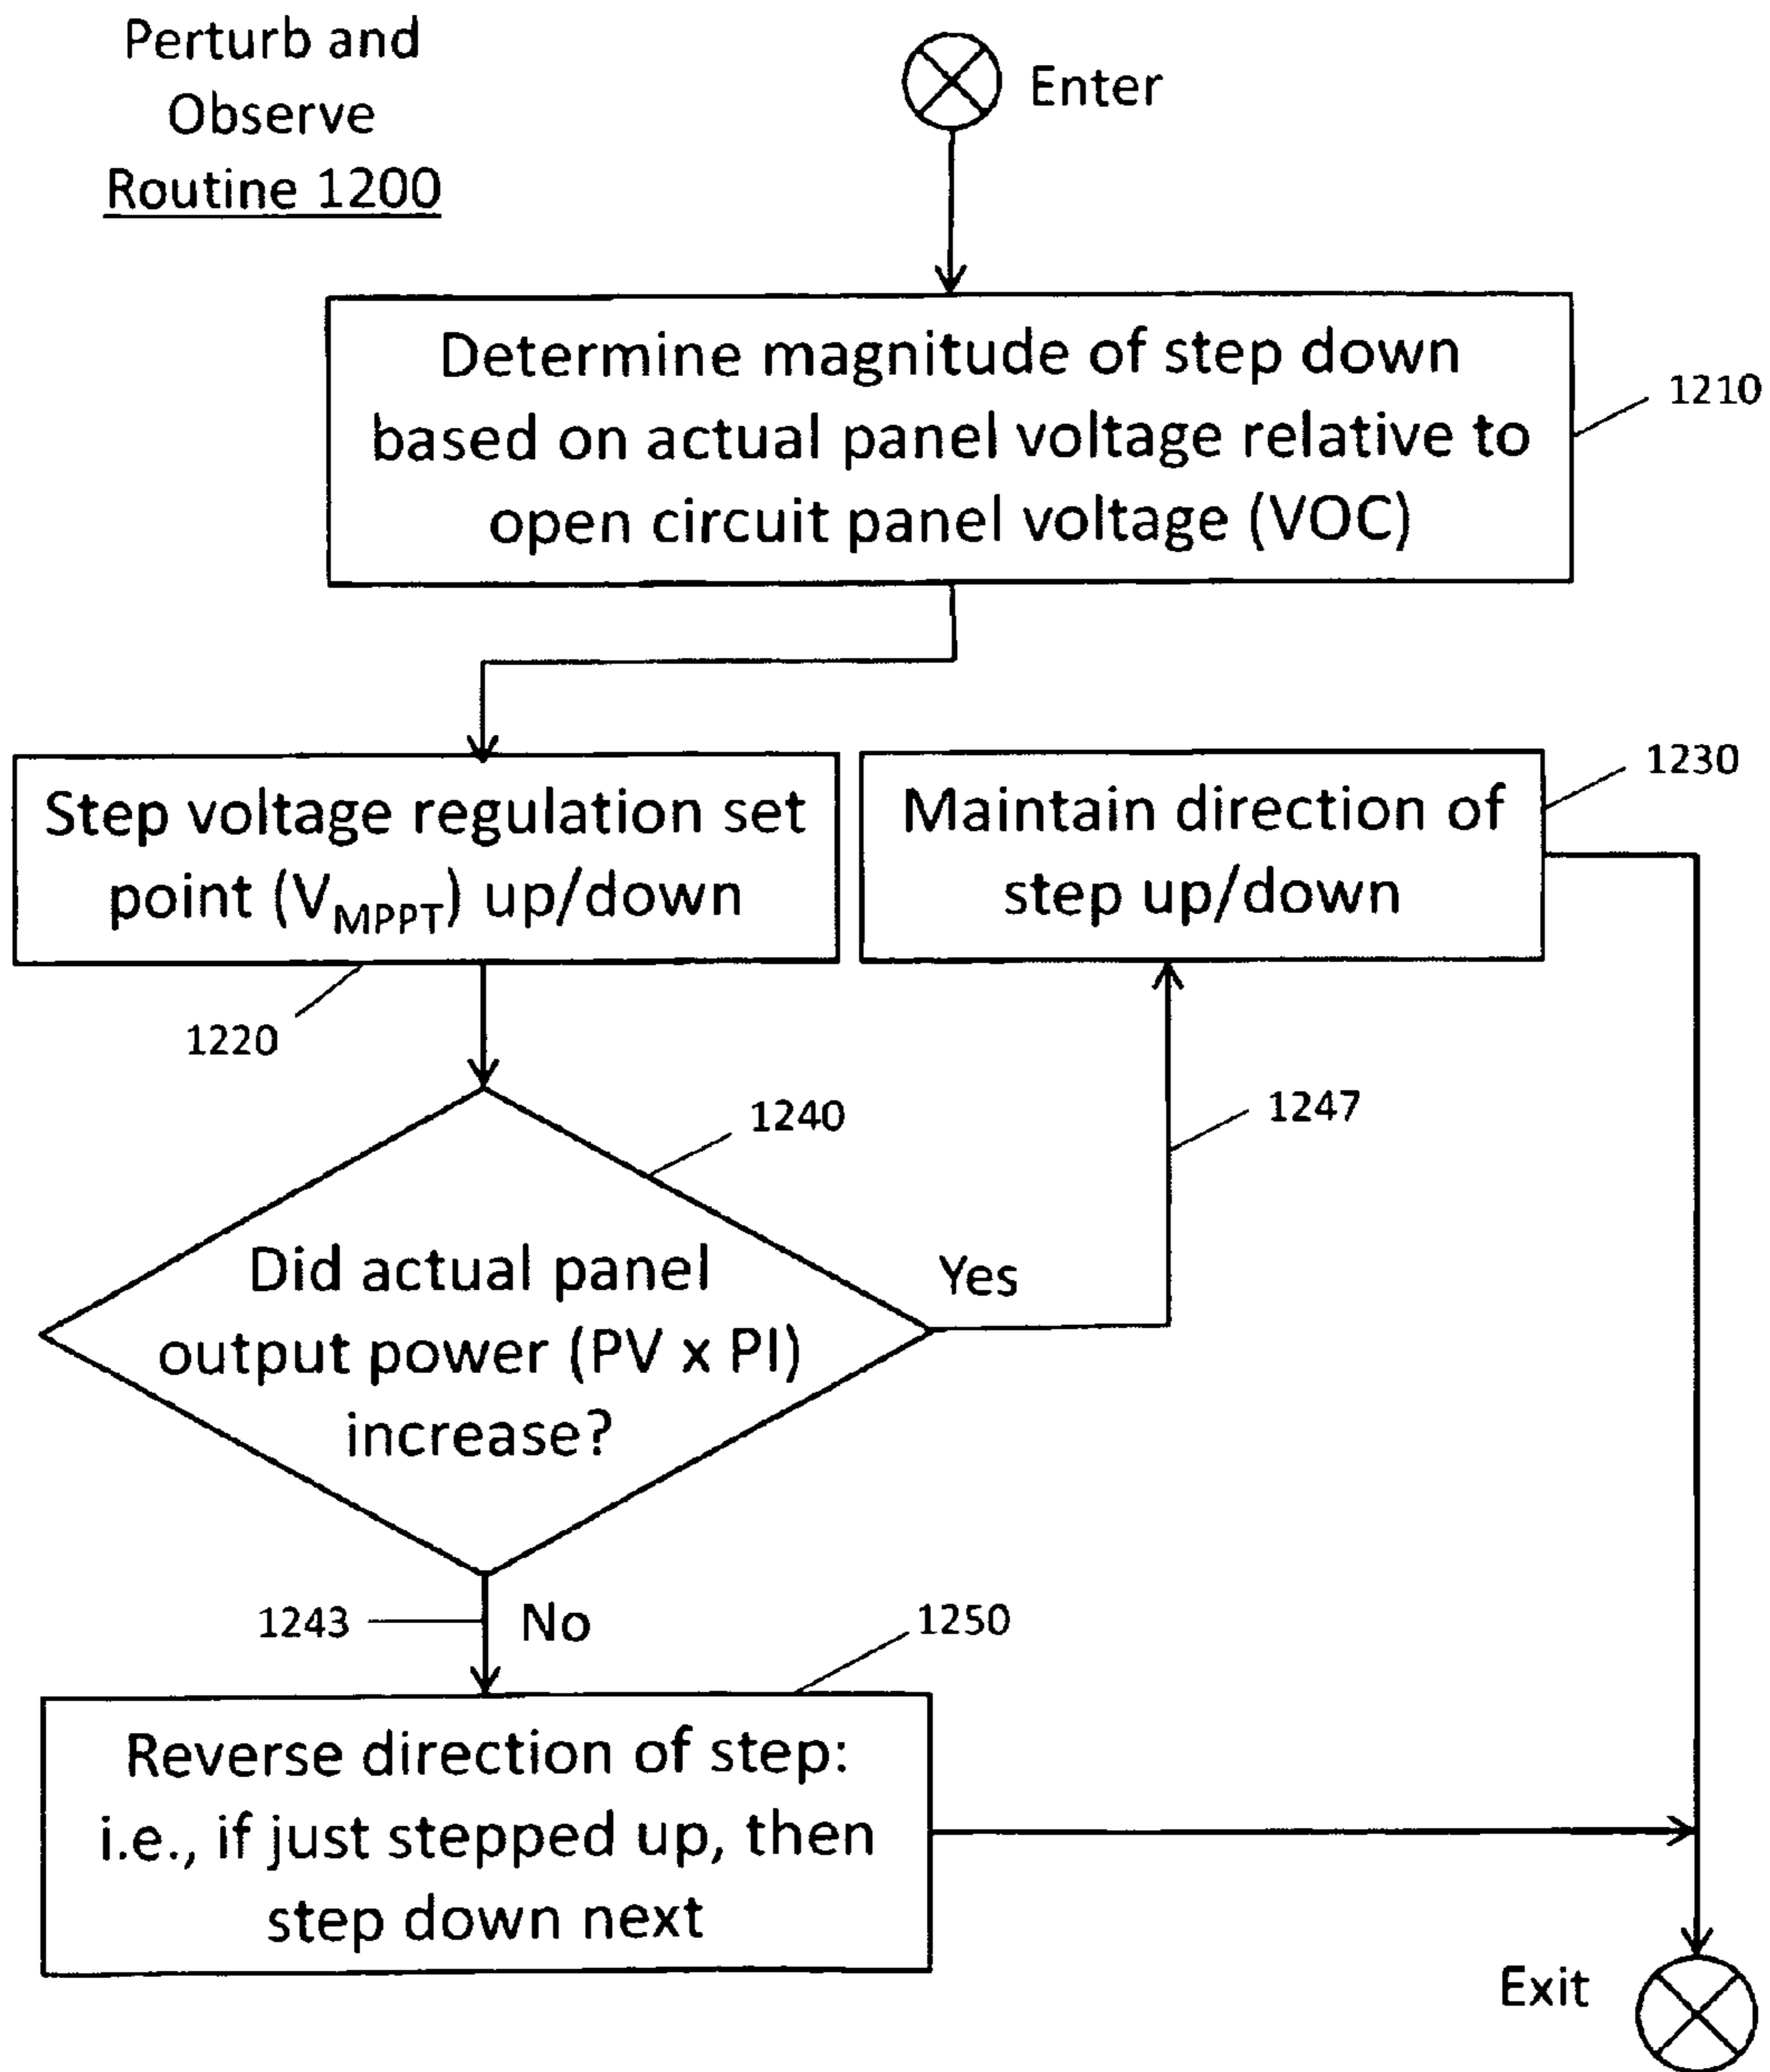 Perturb and
Observe
Routine 1200
Enter
Determine magnitude of step down
based on actual panel voltage relative to
open circuit panel voltage (VOC)
1210
Step voltage regulation set
point (V_MPPT) up/down
1220
Maintain direction of
step up/down
1230
1240
1247
Did actual panel
output power (PV x PI)
increase?
Yes
1243
No
1250
Reverse direction of step:
i.e., if just stepped up, then
step down next
Exit